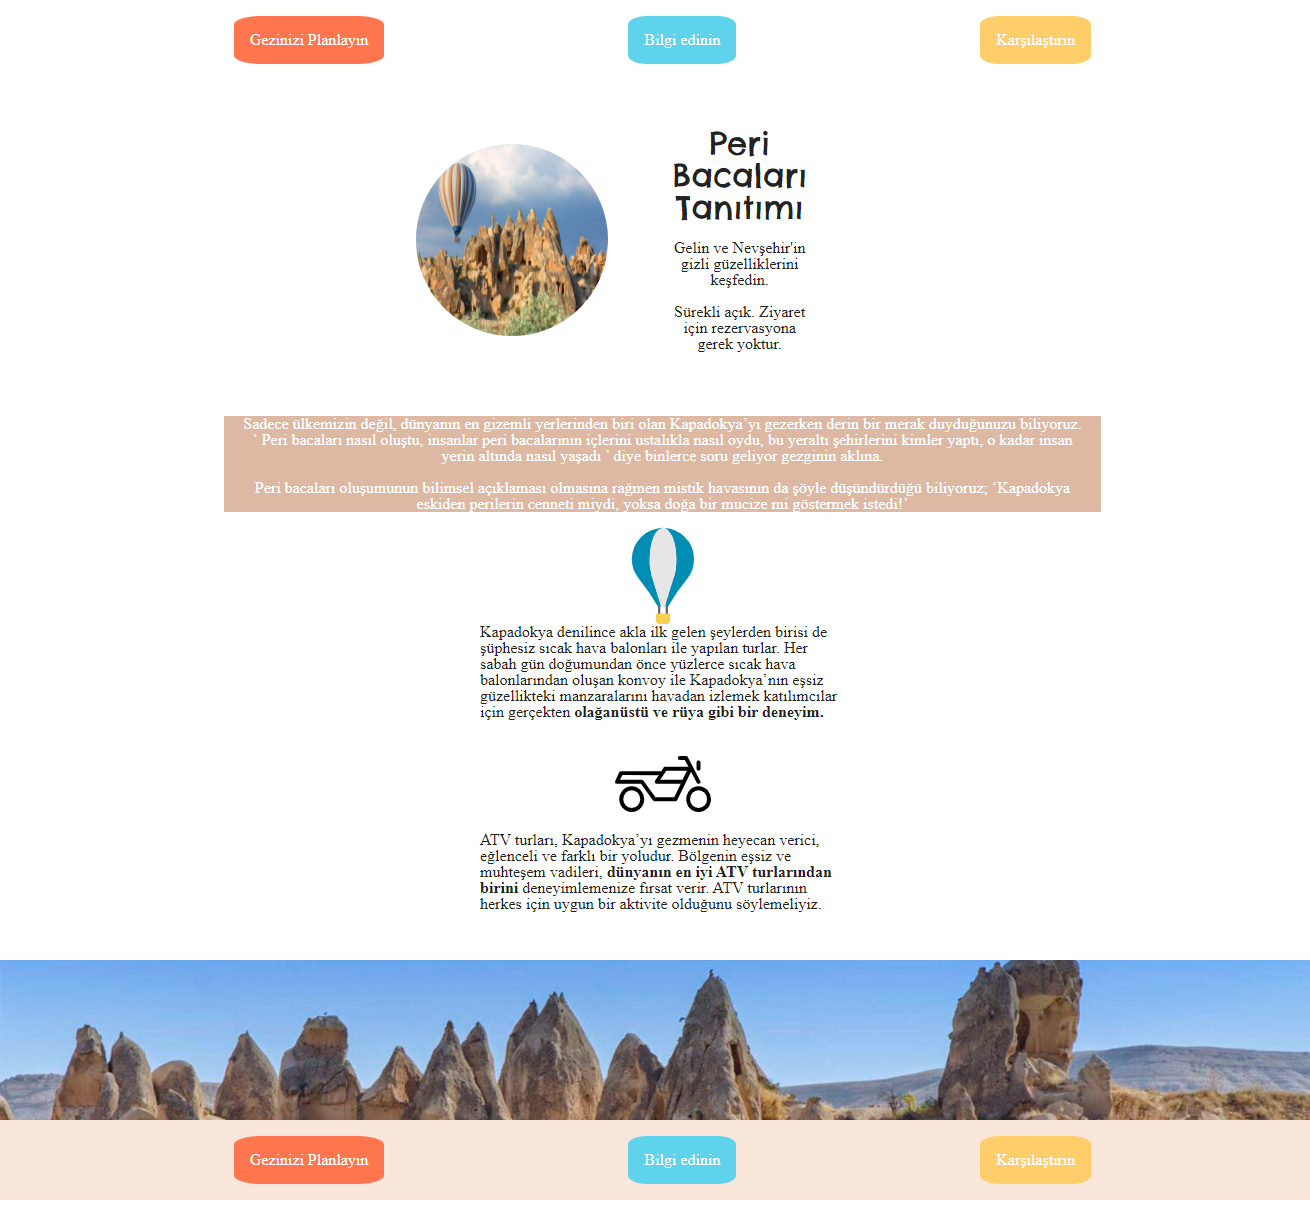 Gezinizi Planlayın
Bilgi edinin
Karşılaştırın
Peri
Bacaları
Tanıtımı
Gelin ve Nevşehir'in
gizli güzelliklerini
keşfedin.
Sürekli açık. Ziyaret
için rezervasyona
gerek yoktur.
Sadece ülkemizin değil, dünyanın en gizemli yerlerinden biri olan Kapadokya’yı gezerken derin bir merak duyduğunuzu biliyoruz.
‘ Peri bacaları nasıl oluştu, insanlar peri bacalarının içlerini ustalıkla nasıl oydu, bu yeraltı şehirlerini kimler yaptı, o kadar insan
yerin altında nasıl yaşadı ’ diye binlerce soru geliyor gezginin aklına.
Peri bacaları oluşumunun bilimsel açıklaması olmasına rağmen mistik havasının da şöyle düşündürdüğü biliyoruz; ‘Kapadokya
eskiden perilerin cenneti miydi, yoksa doğa bir mucize mi göstermek istedi!’
Kapadokya denilince akla ilk gelen şeylerden birisi de
şüphesiz sıcak hava balonları ile yapılan turlar. Her
sabah gün doğumundan önce yüzlerce sıcak hava
balonlarından oluşan konvoy ile Kapadokya’nın eşsiz
güzellikteki manzaralarını havadan izlemek katılımcılar
için gerçekten olağanüstü ve rüya gibi bir deneyim.
ATV turları, Kapadokya’yı gezmenin heyecan verici,
eğlenceli ve farklı bir yoludur. Bölgenin eşsiz ve
muhteşem vadileri, dünyanın en iyi ATV turlarından
birini deneyimlemenize fırsat verir. ATV turlarının
herkes için uygun bir aktivite olduğunu söylemeliyiz.
Gezinizi Planlayın
Bilgi edinin
Karşılaştırın